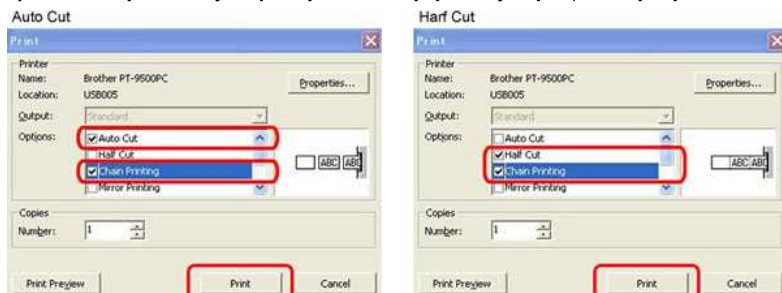 Auto Cut
Print
Printer
Name: Brother PT-9500PC
Properties...
Location: USB005
Output: Standard
Options: Auto Cut
Half Cut
Chain Printing
Mirror Printing
ABC ABC
Copies
Number: 1
Print Preview Print Cancel
Harf Cut
Print
Printer
Name: Brother PT-9500PC
Properties...
Location: USB005
Output: Standard
Options: Auto Cut
Half Cut
Chain Printing
Mirror Printing
ABC ABC
Copies
Number: 1
Print Preview Print Cancel